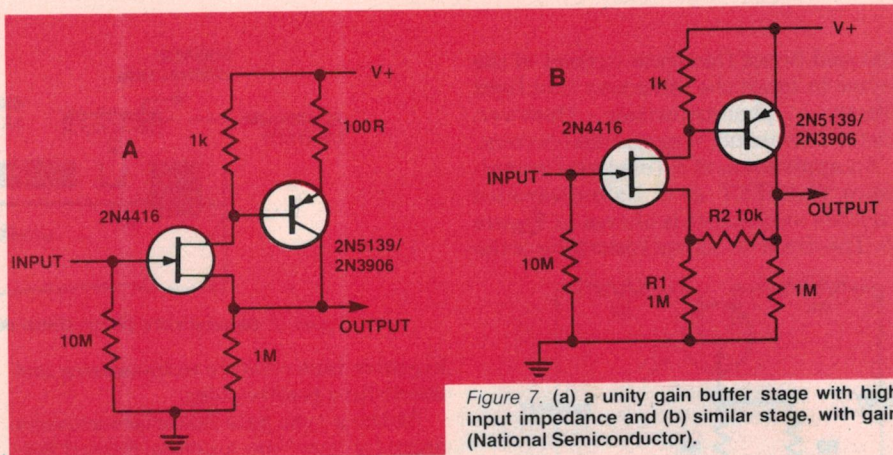 A
V+
1k
100R
2N4416
2N5139/
2N3906
INPUT
OUTPUT
10M
1M
B
V+
1k
2N5139/
2N3906
2N4416
INPUT
OUTPUT
R2 10k
10M
R1
1M
1M
Figure 7. (a) a unity gain buffer stage with high
input impedance and (b) similar stage, with gain
(National Semiconductor).